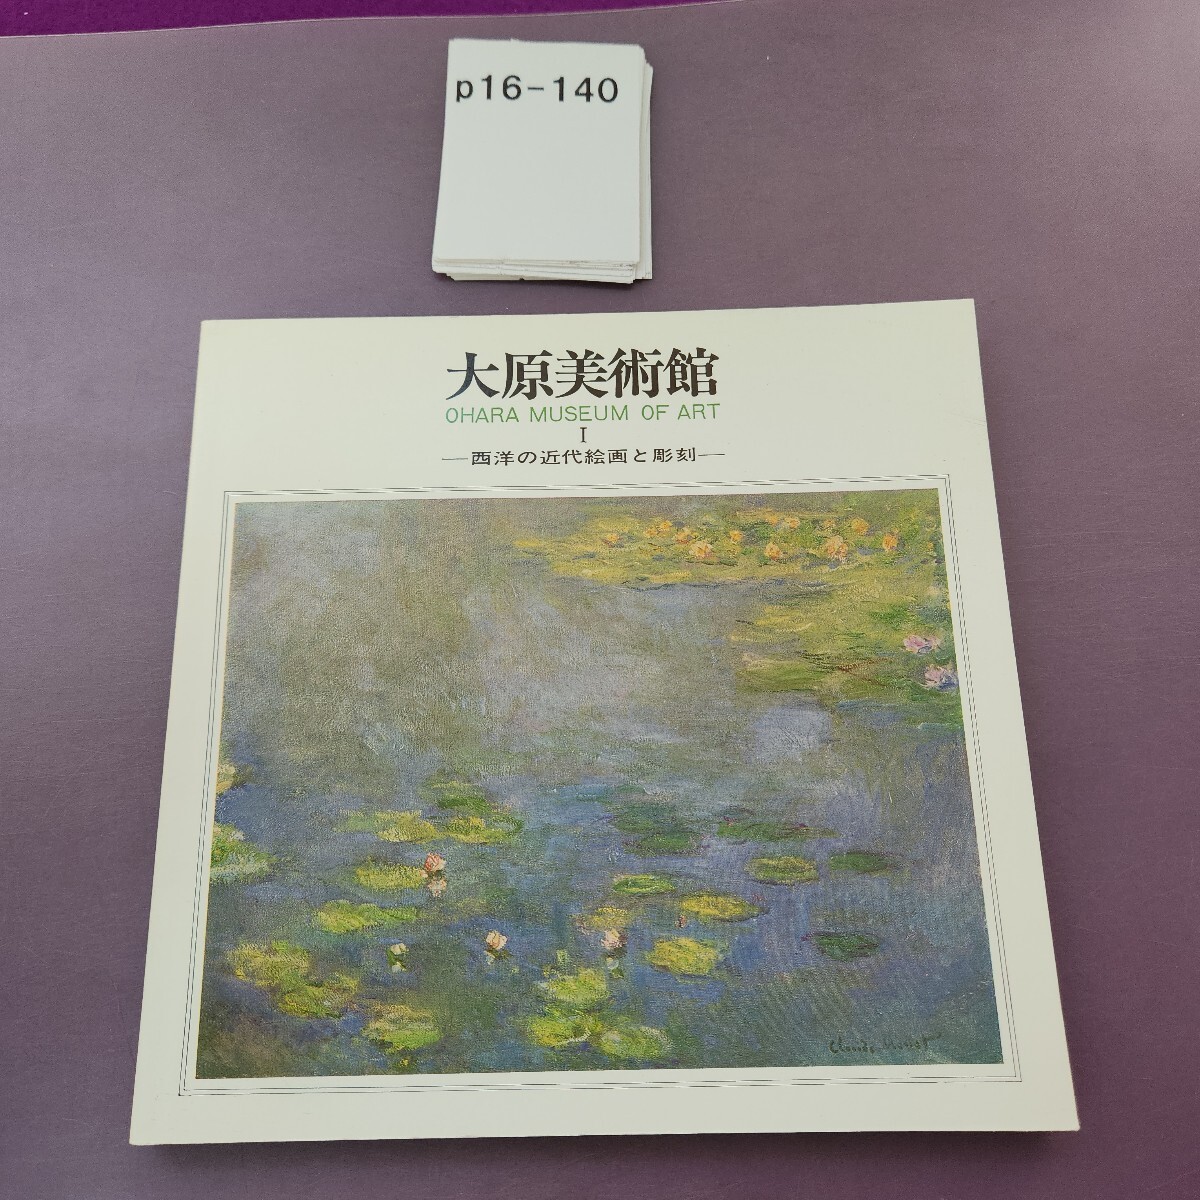 p16-140
大原美術館
OHARA MUSEUM OF ART
I
―西洋の近代絵画と彫刻―
Claude Monet